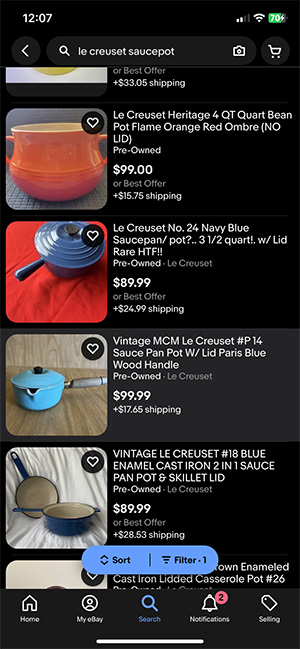 12:07
70
le creuset saucepot
or Best Offer
+$33.05 shipping
Le Creuset Heritage 4 QT Quart Bean
Pot Flame Orange Red Ombre (NO
LID)
Pre-Owned
$99.00
or Best Offer
+$15.75 shipping
Le Creuset No. 24 Navy Blue
Saucepan/ pot?.. 3 1/2 quart!. w/ Lid
Rare HTF!!
Pre-Owned · Le Creuset
$89.99
or Best Offer
+$24.99 shipping
Vintage MCM Le Creuset #P 14
Sauce Pan Pot W/ Lid Paris Blue
Wood Handle
Pre-Owned · Le Creuset
$99.99
+$17.65 shipping
VINTAGE LE CREUSET #18 BLUE
ENAMEL CAST IRON 2 IN 1 SAUCE
PAN POT & SKILLET LID
Pre-Owned · Le Creuset
$89.99
or Best Offer
+$28.53 shipping
Sort
Filter · 1
rown Enameled
Cast Iron Lidded Casserole Pot #26
2
Home
My eBay
Search
Notifications
Selling